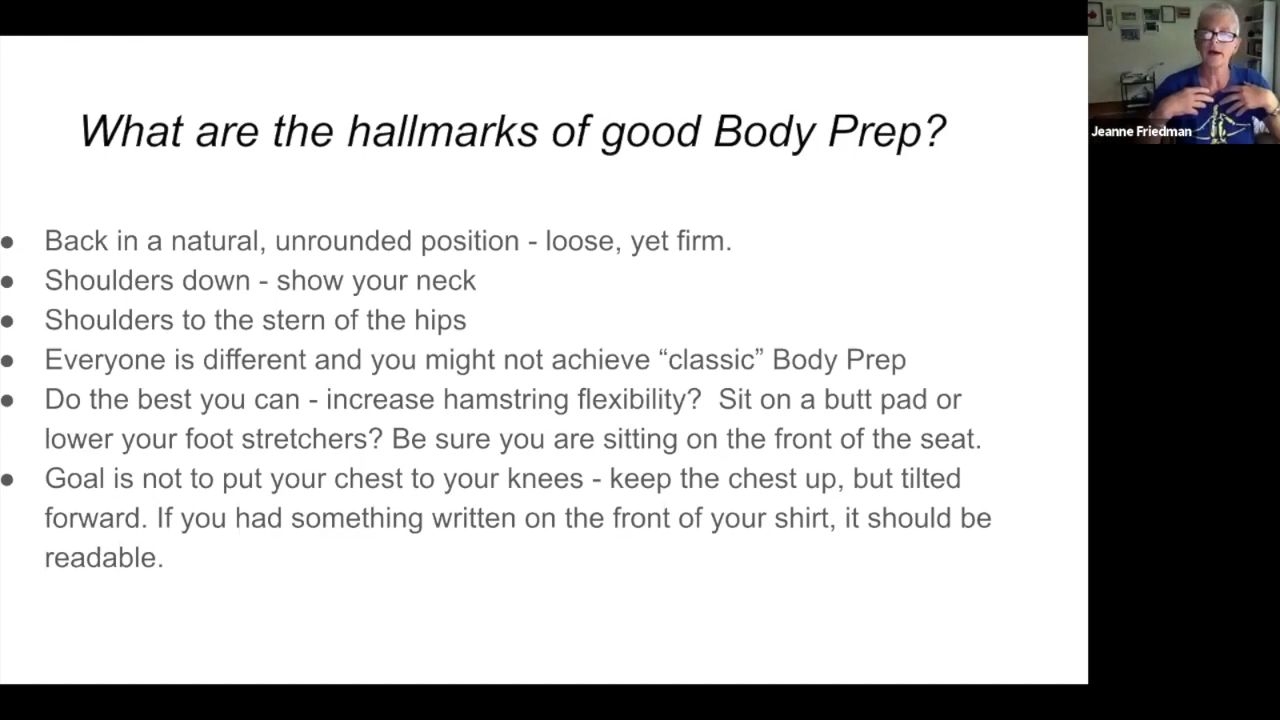 What are the hallmarks of good Body Prep?
Jeanne Friedman
● Back in a natural, unrounded position - loose, yet firm.
● Shoulders down - show your neck
● Shoulders to the stern of the hips
● Everyone is different and you might not achieve “classic” Body Prep
● Do the best you can - increase hamstring flexibility?  Sit on a butt pad or
lower your foot stretchers? Be sure you are sitting on the front of the seat.
● Goal is not to put your chest to your knees - keep the chest up, but tilted
forward. If you had something written on the front of your shirt, it should be
readable.